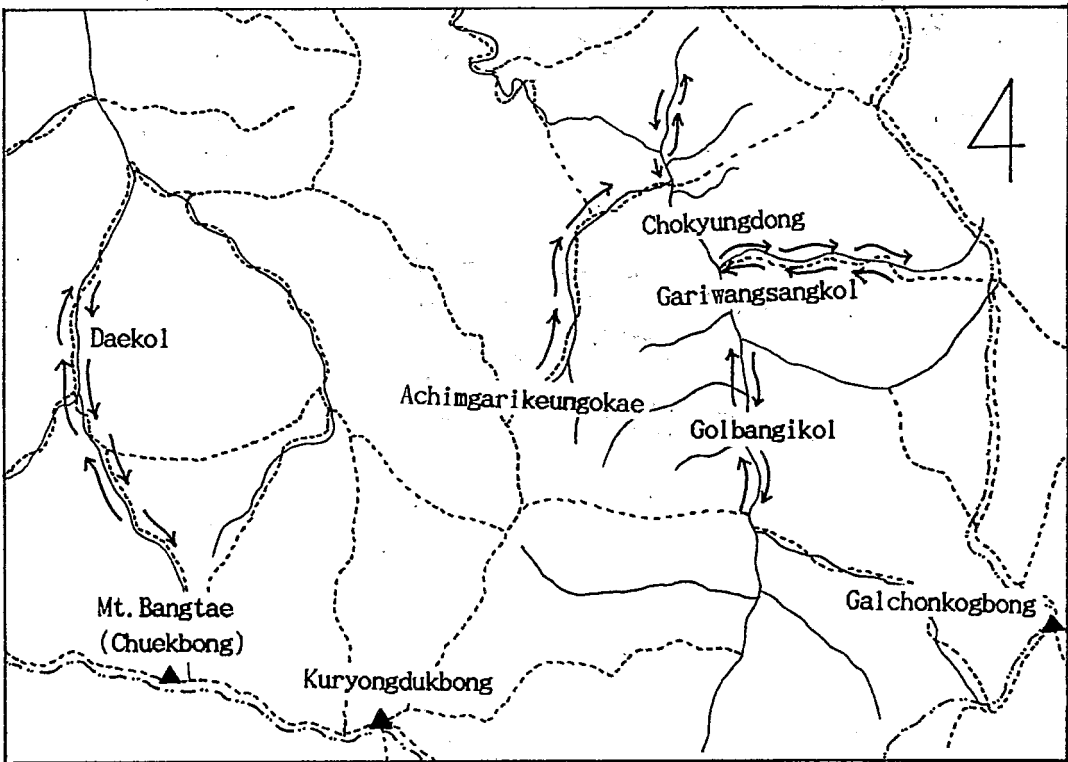 4
Chokyungdong
Gariwangsangkol
Daekol
Achimgarikeungokae
Golbangikol
Galchonkogbong
Mt. Bangtae
(Chuekbong)
Kuryongdukbong